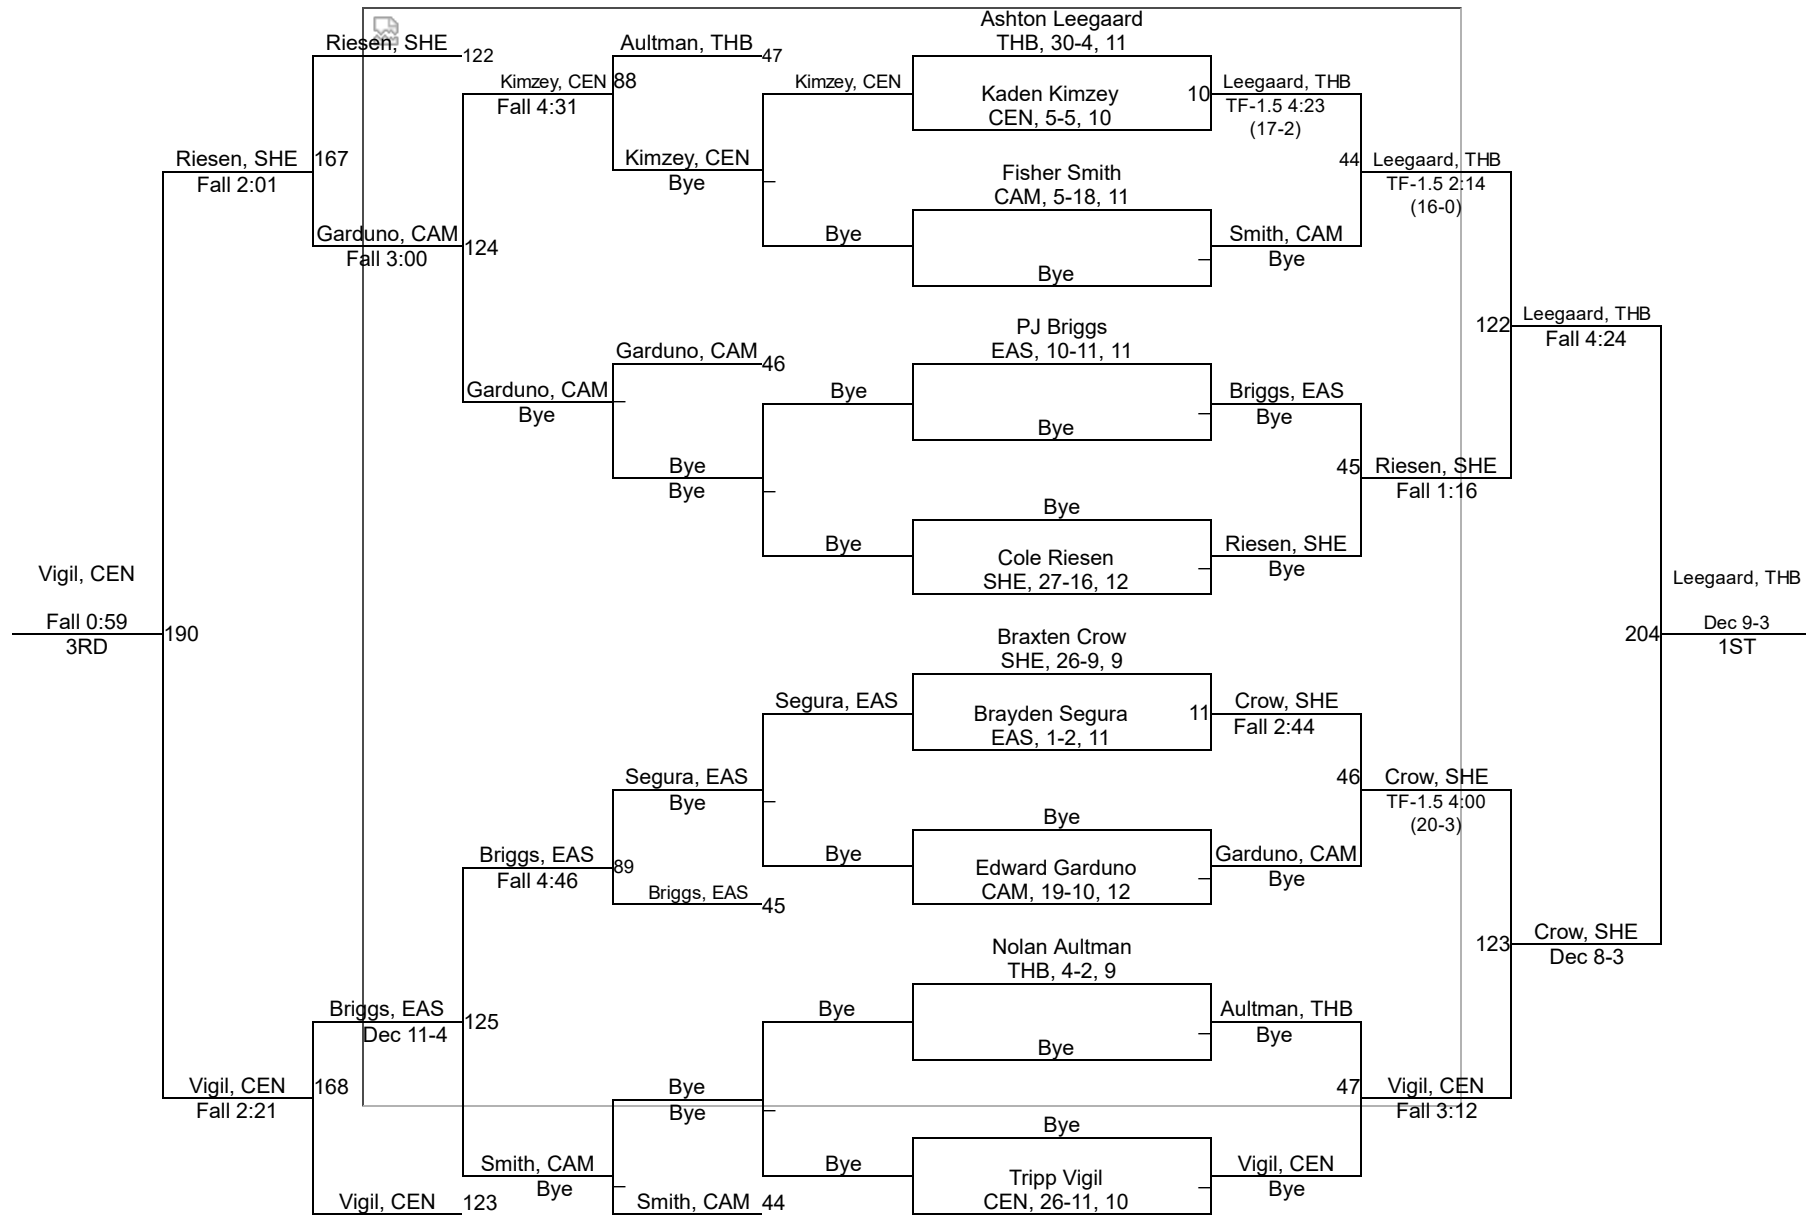 Ashton Leegaard
THB, 30-4, 11
Riesen, SHE
122
Aultman, THB
47
Kimzey, CEN
88
Fall 4:31
Kimzey, CEN
Kaden Kimzey
CEN, 5-5, 10
10
Leegaard, THB
TF-1.5 4:23
(17-2)
Riesen, SHE
167
Fall 2:01
Kimzey, CEN
Bye
Fisher Smith
CAM, 5-18, 11
44
Leegaard, THB
TF-1.5 2:14
(16-0)
Garduno, CAM
124
Fall 3:00
Bye
Bye
Smith, CAM
Bye
PJ Briggs
EAS, 10-11, 11
122
Leegaard, THB
Fall 4:24
Garduno, CAM
46
Garduno, CAM
Bye
Bye
Bye
Briggs, EAS
Bye
Bye
Bye
45
Riesen, SHE
Fall 1:16
Bye
Bye
Cole Riesen
SHE, 27-16, 12
Riesen, SHE
Bye
Vigil, CEN
Fall 0:59
190
3RD
Leegaard, THB
204
Dec 9-3
1ST
Braxten Crow
SHE, 26-9, 9
Segura, EAS
Brayden Segura
EAS, 1-2, 11
11
Crow, SHE
Fall 2:44
Segura, EAS
Bye
46
Crow, SHE
TF-1.5 4:00
(20-3)
Bye
Briggs, EAS
89
Fall 4:46
Briggs, EAS
45
Bye
Edward Garduno
CAM, 19-10, 12
Garduno, CAM
Bye
Nolan Aultman
THB, 4-2, 9
123
Crow, SHE
Dec 8-3
Briggs, EAS
125
Dec 11-4
Bye
Bye
Aultman, THB
Bye
Vigil, CEN
168
Fall 2:21
Bye
Bye
47
Vigil, CEN
Fall 3:12
Bye
Smith, CAM
Bye
Bye
Tripp Vigil
CEN, 26-11, 10
Vigil, CEN
Bye
Vigil, CEN
123
Smith, CAM
44